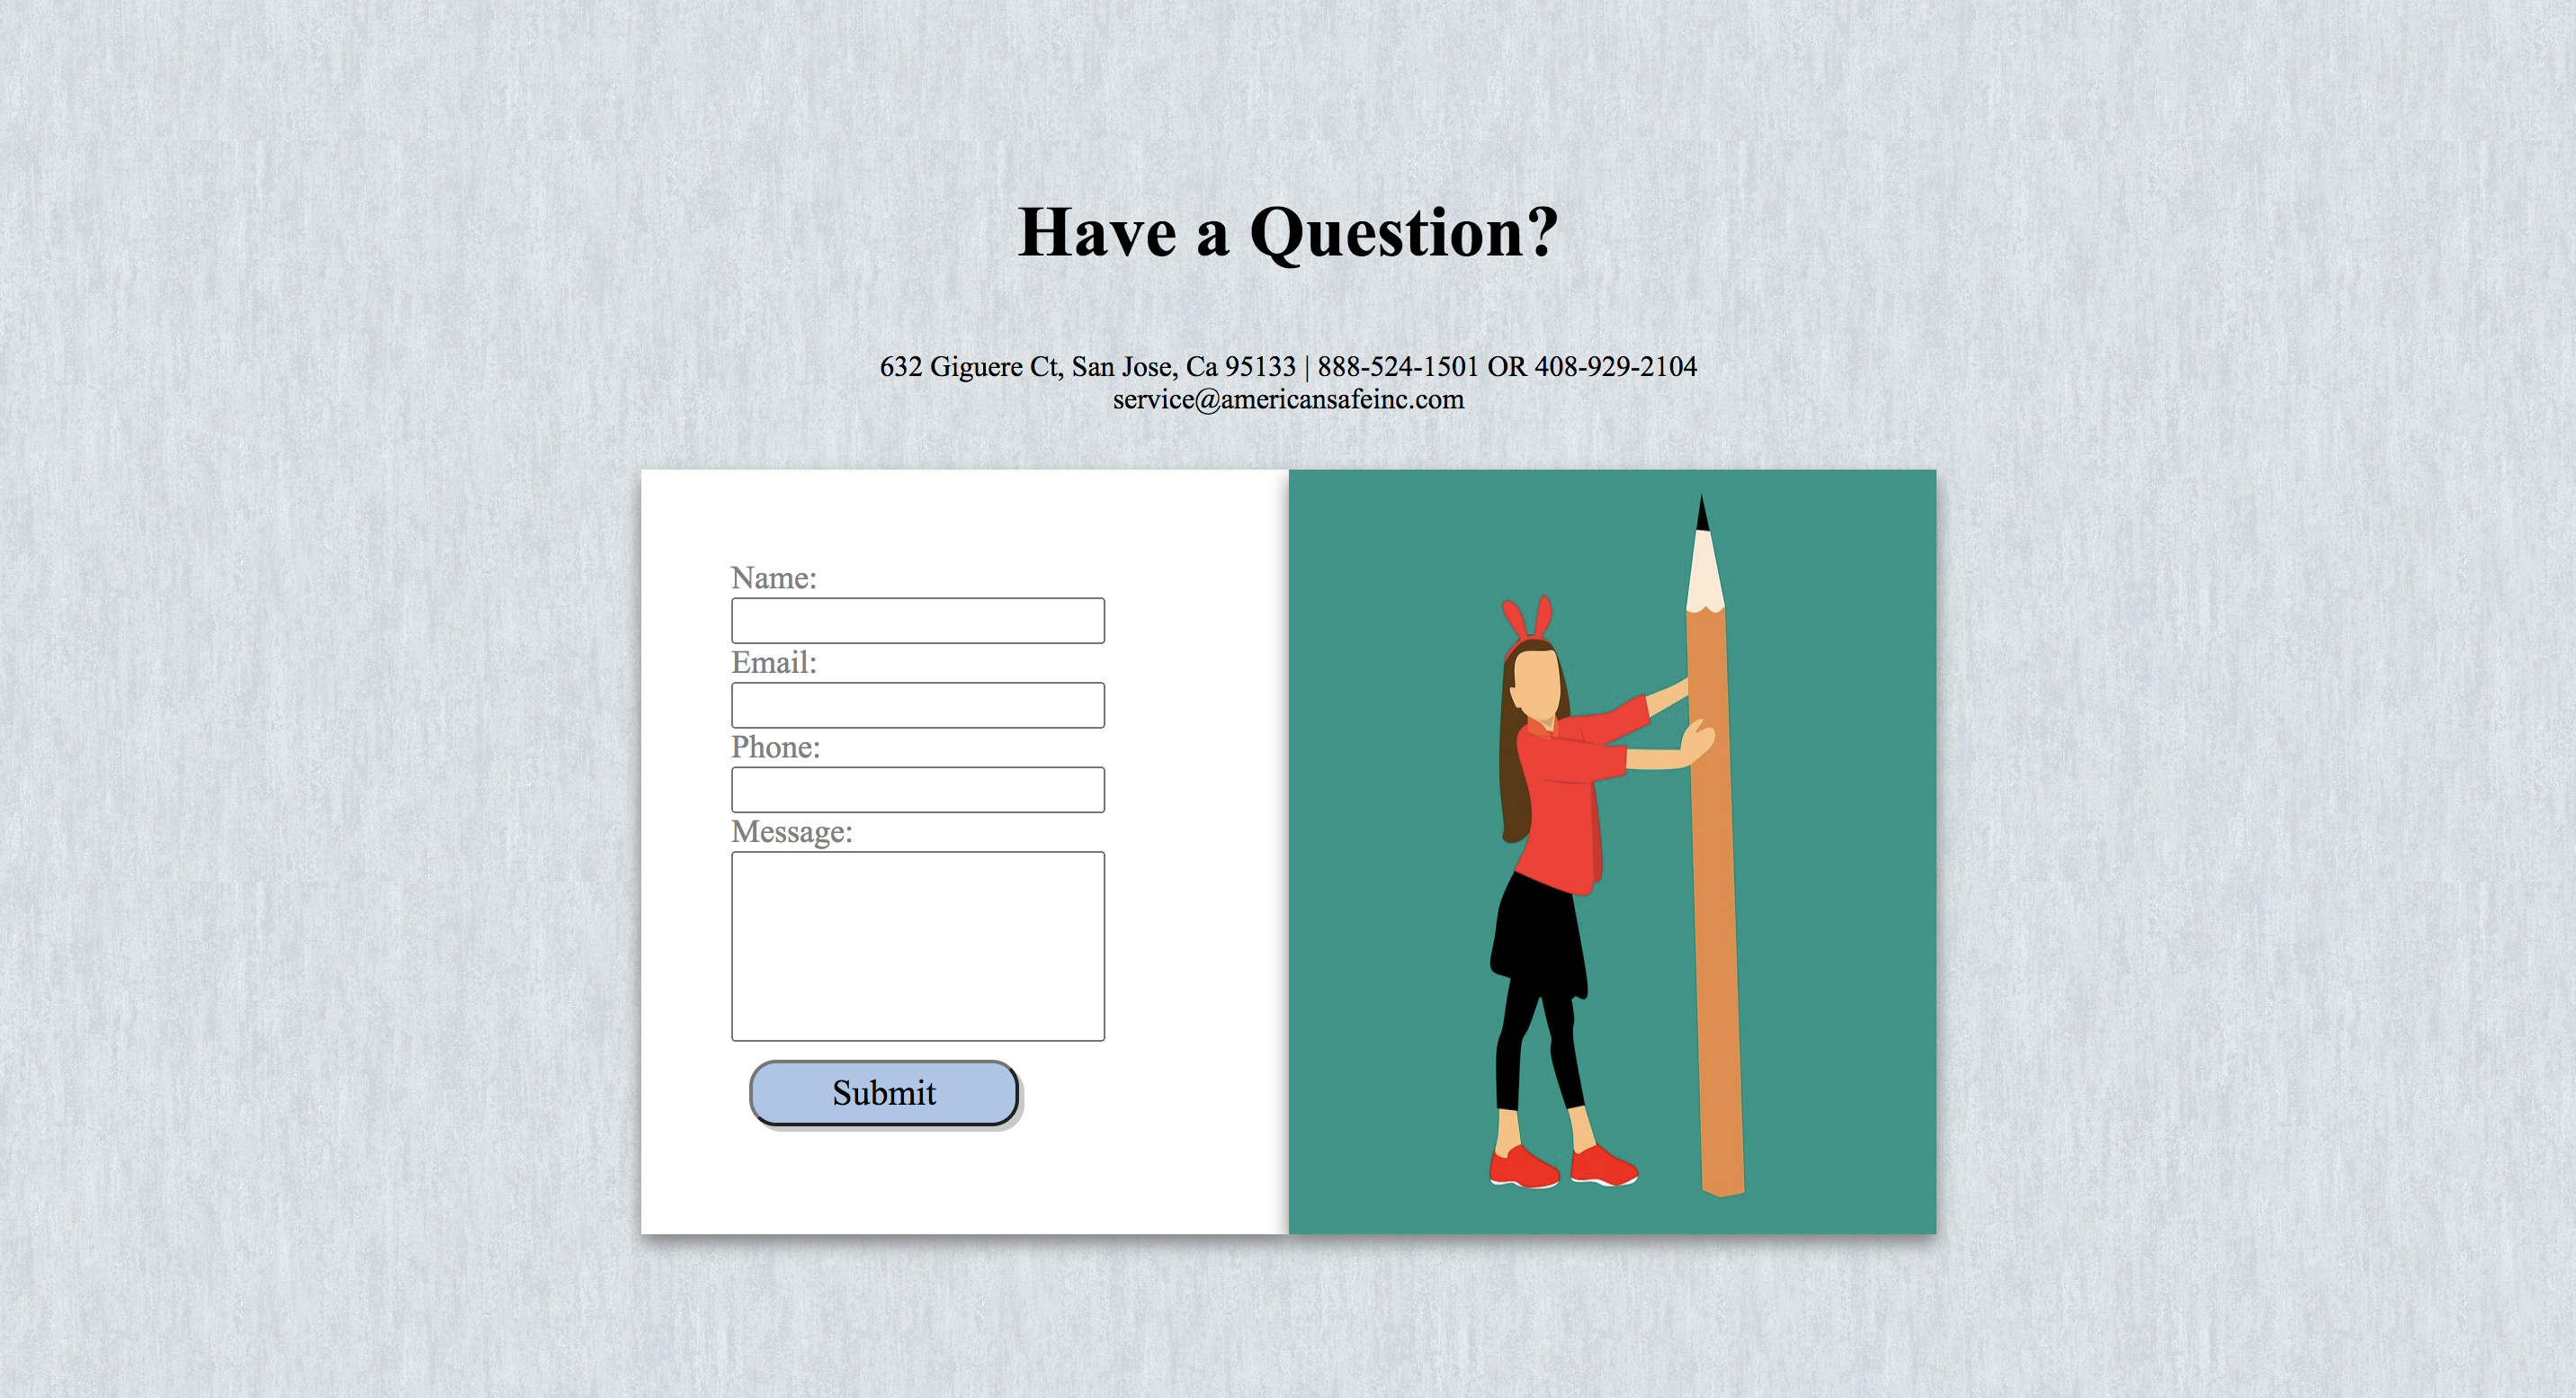 Have a Question?
632 Giguere Ct, San Jose, Ca 95133 | 888-524-1501 OR 408-929-2104
service@americansafeinc.com
Name:
Email:
Phone:
Message:
Submit